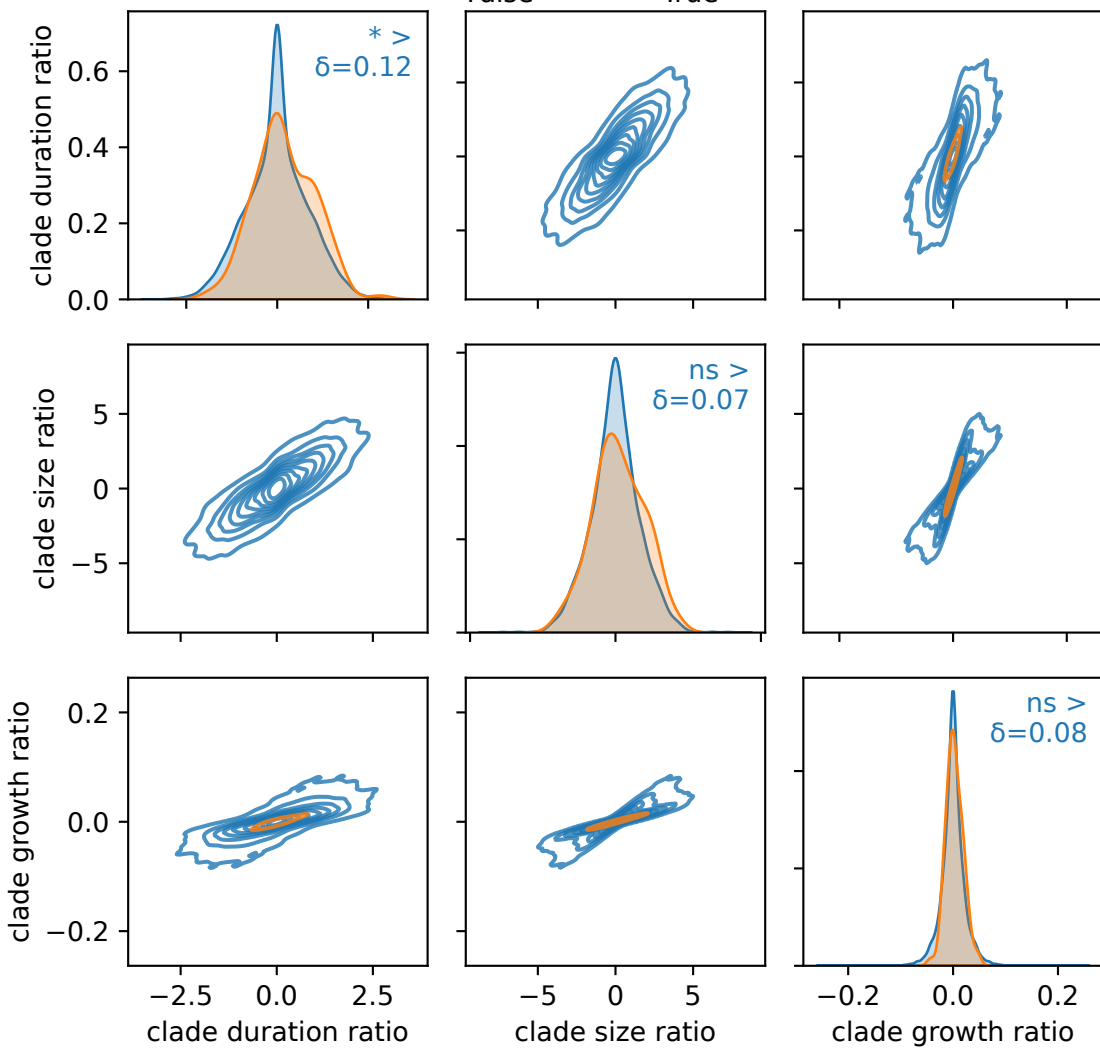 clade duration ratio
0.6
0.4
0.2
0.0
* >
δ=0.12
clade size ratio
5
0
−5
ns >
δ=0.07
clade growth ratio
0.2
0.0
−0.2
ns >
δ=0.08
−2.5 0.0 2.5
clade duration ratio
−5 0 5
clade size ratio
−0.2 0.0 0.2
clade growth ratio